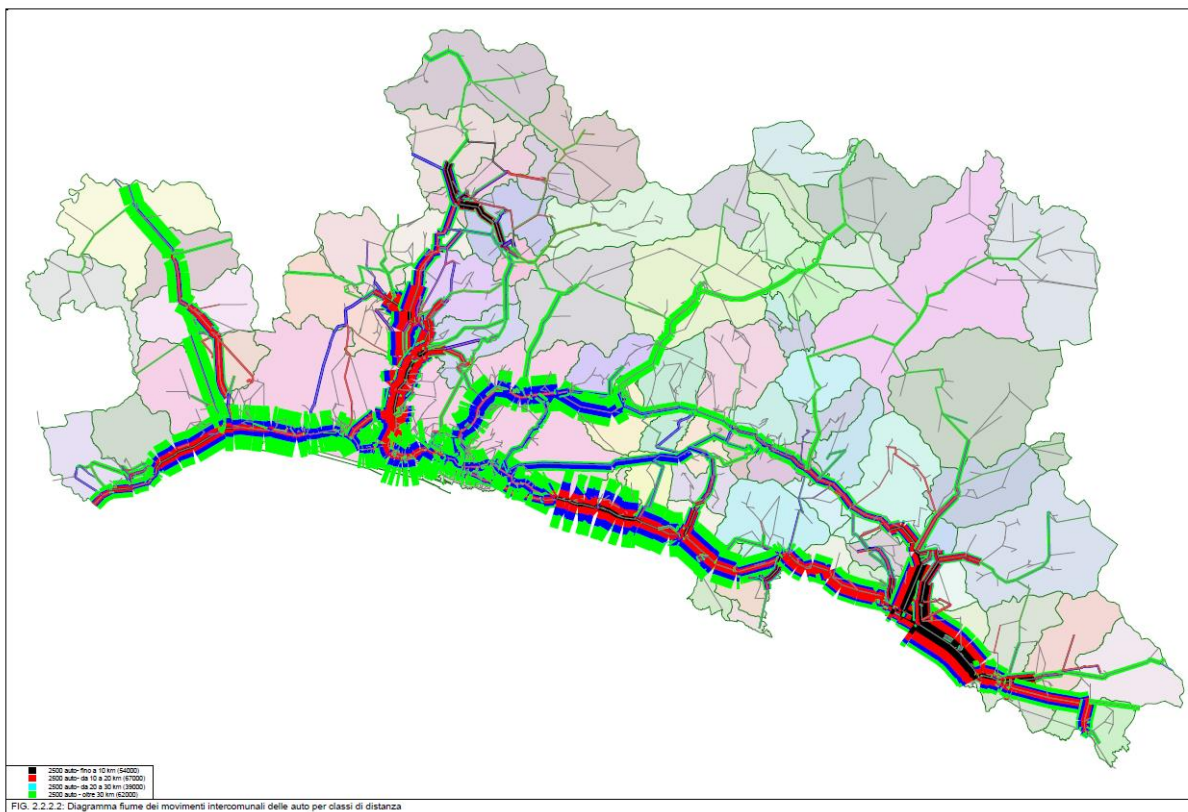 2500 auto- fino a 10 km (54000)
2500 auto- da 10 a 20 km (67000)
2500 auto- da 20 a 30 km (39000)
2500 auto - oltre 30 km (62000)
FIG. 2.2.2.2: Diagramma fiume dei movimenti intercomunali delle auto per classi di distanza